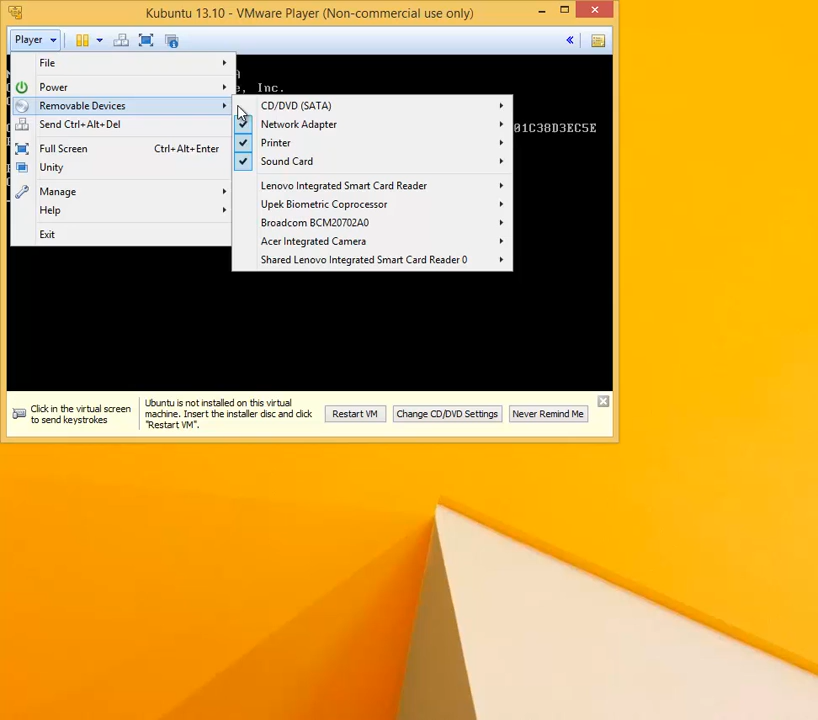 Kubuntu 13.10 - VMware Player (Non-commercial use only)
Player
File
Power
Removable Devices
Send Ctrl+Alt+Del
Full Screen Ctrl+Alt+Enter
Unity
Manage
Help
Exit
e, Inc.
01C38D3EC5E
CD/DVD (SATA)
Network Adapter
Printer
Sound Card
Lenovo Integrated Smart Card Reader
Upek Biometric Coprocessor
Broadcom BCM20702A0
Acer Integrated Camera
Shared Lenovo Integrated Smart Card Reader 0
Click in the virtual screen
to send keystrokes
Ubuntu is not installed on this virtual
machine. Insert the installer disc and click
"Restart VM".
Restart VM
Change CD/DVD Settings
Never Remind Me